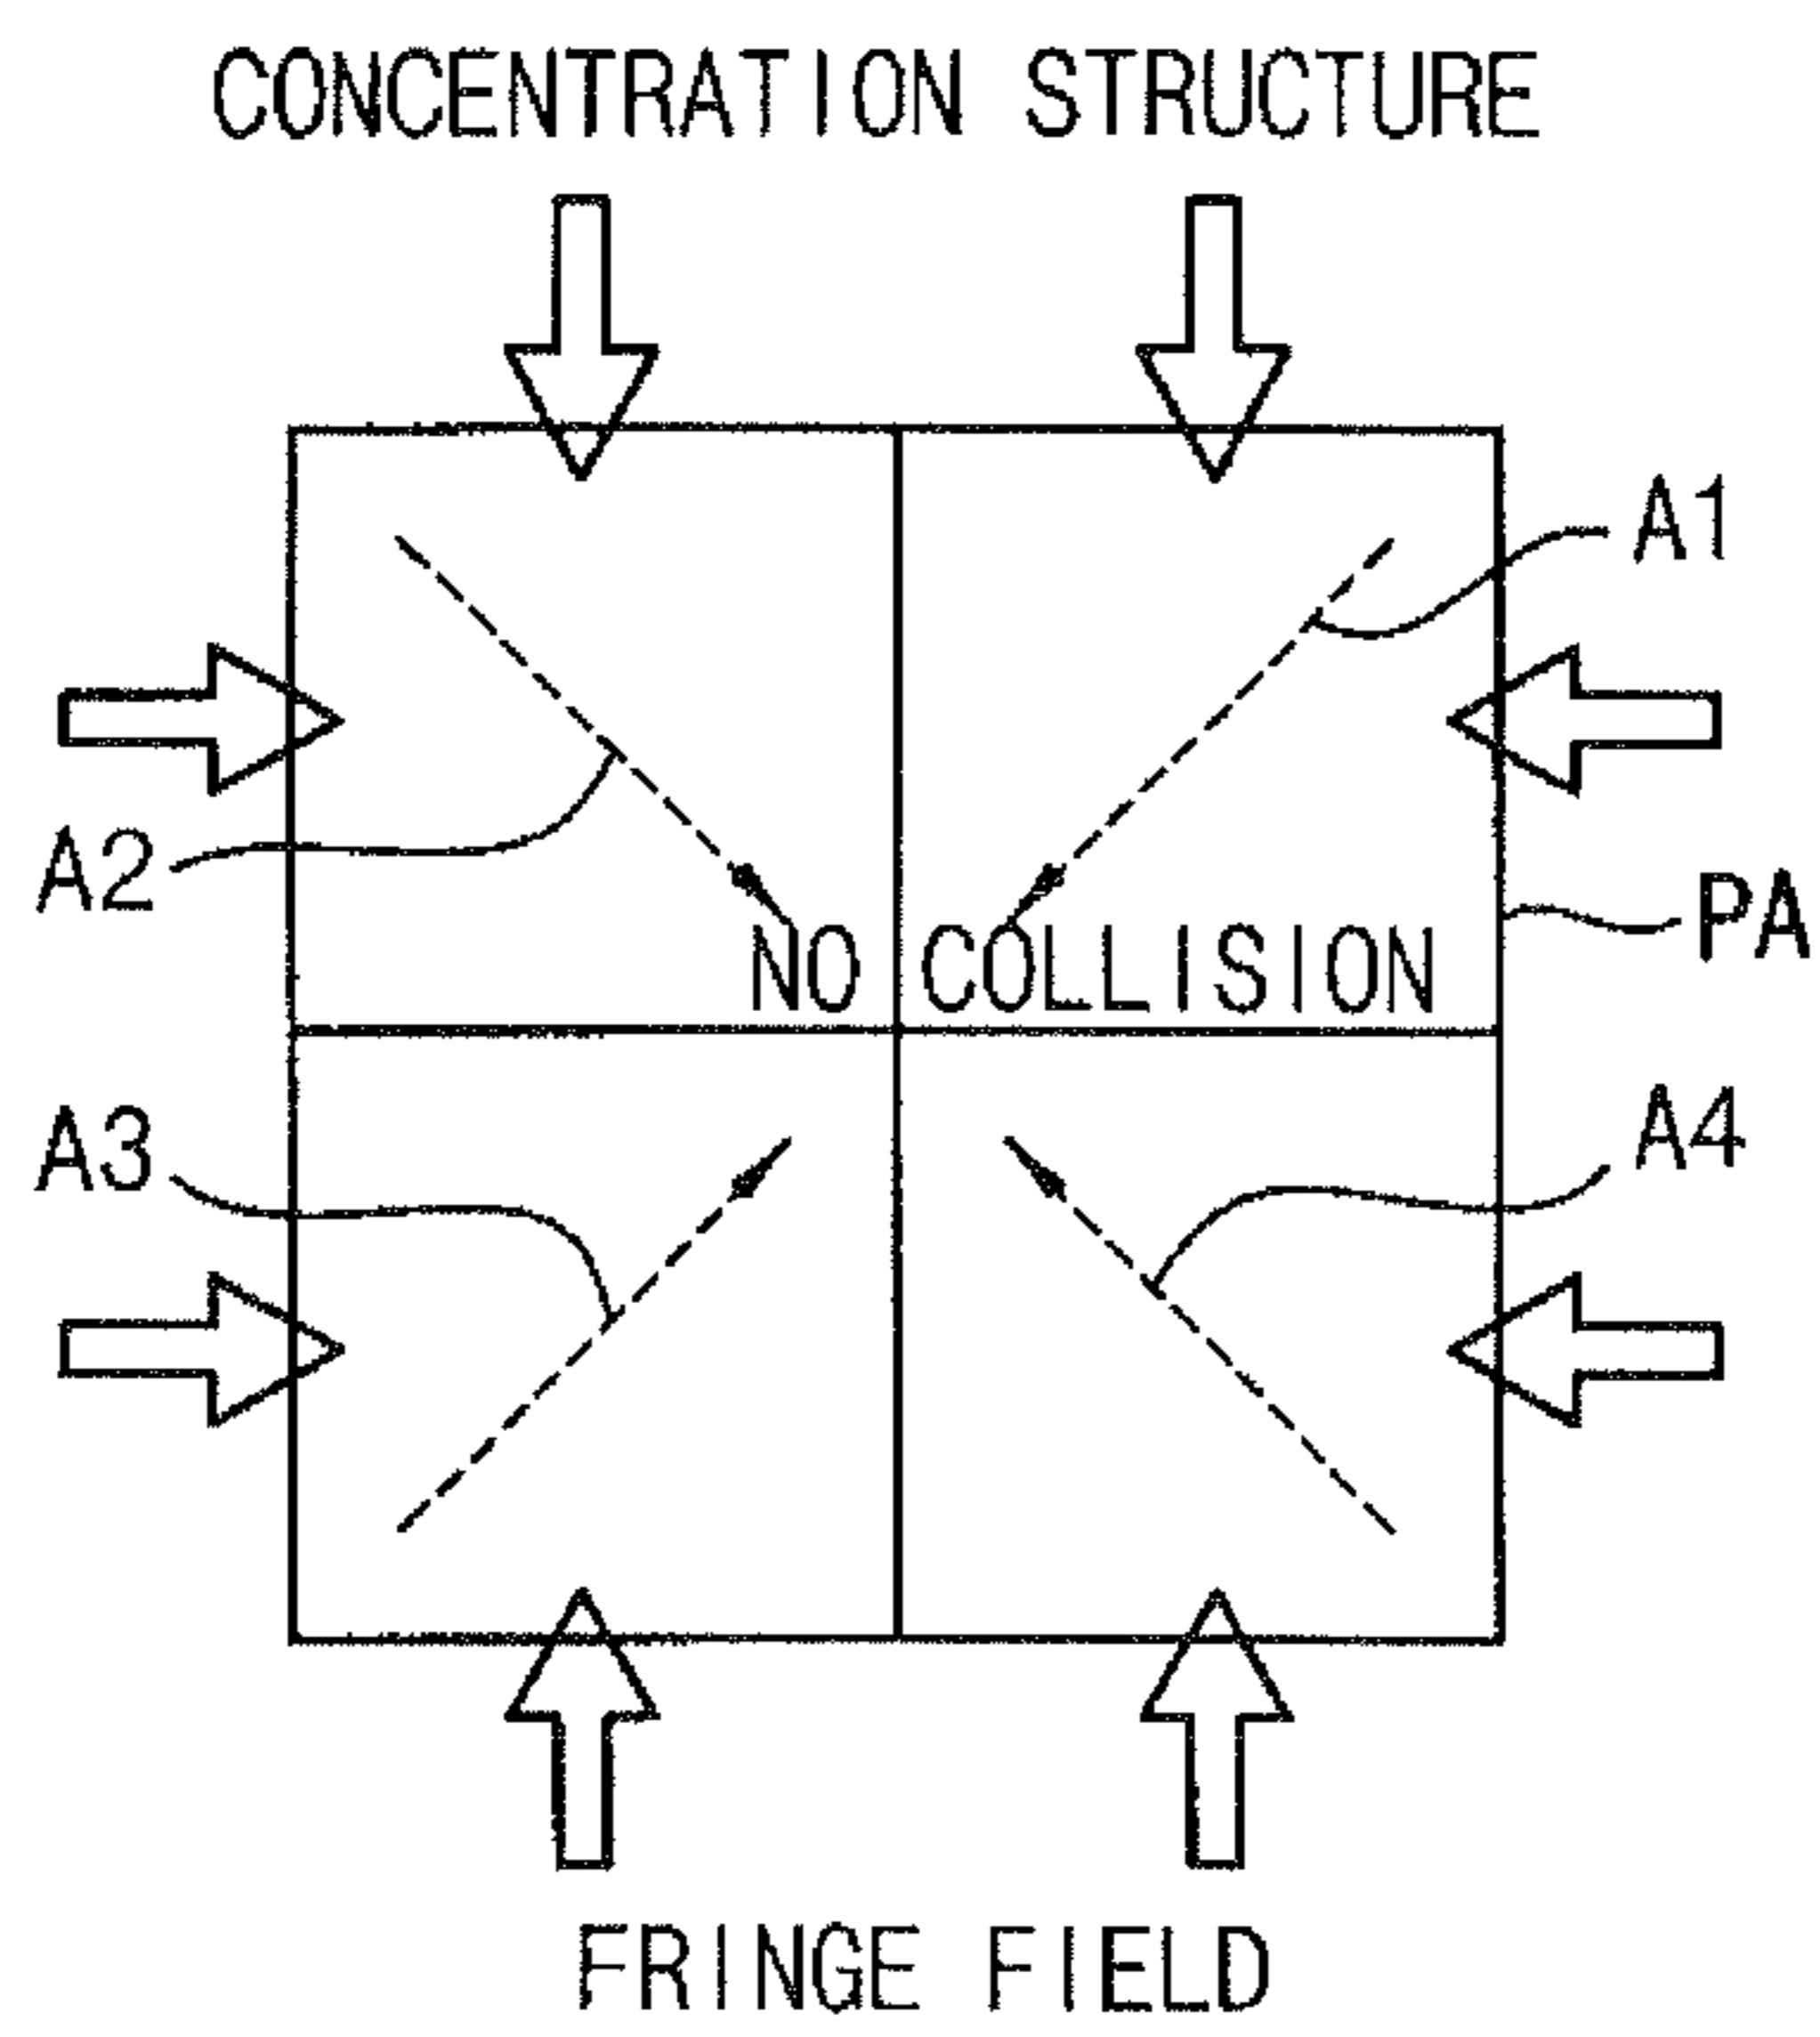 CONCENTRATION STRUCTURE
A1
A2
PA
NO COLLISION
A3
A4
FRINGE FIELD